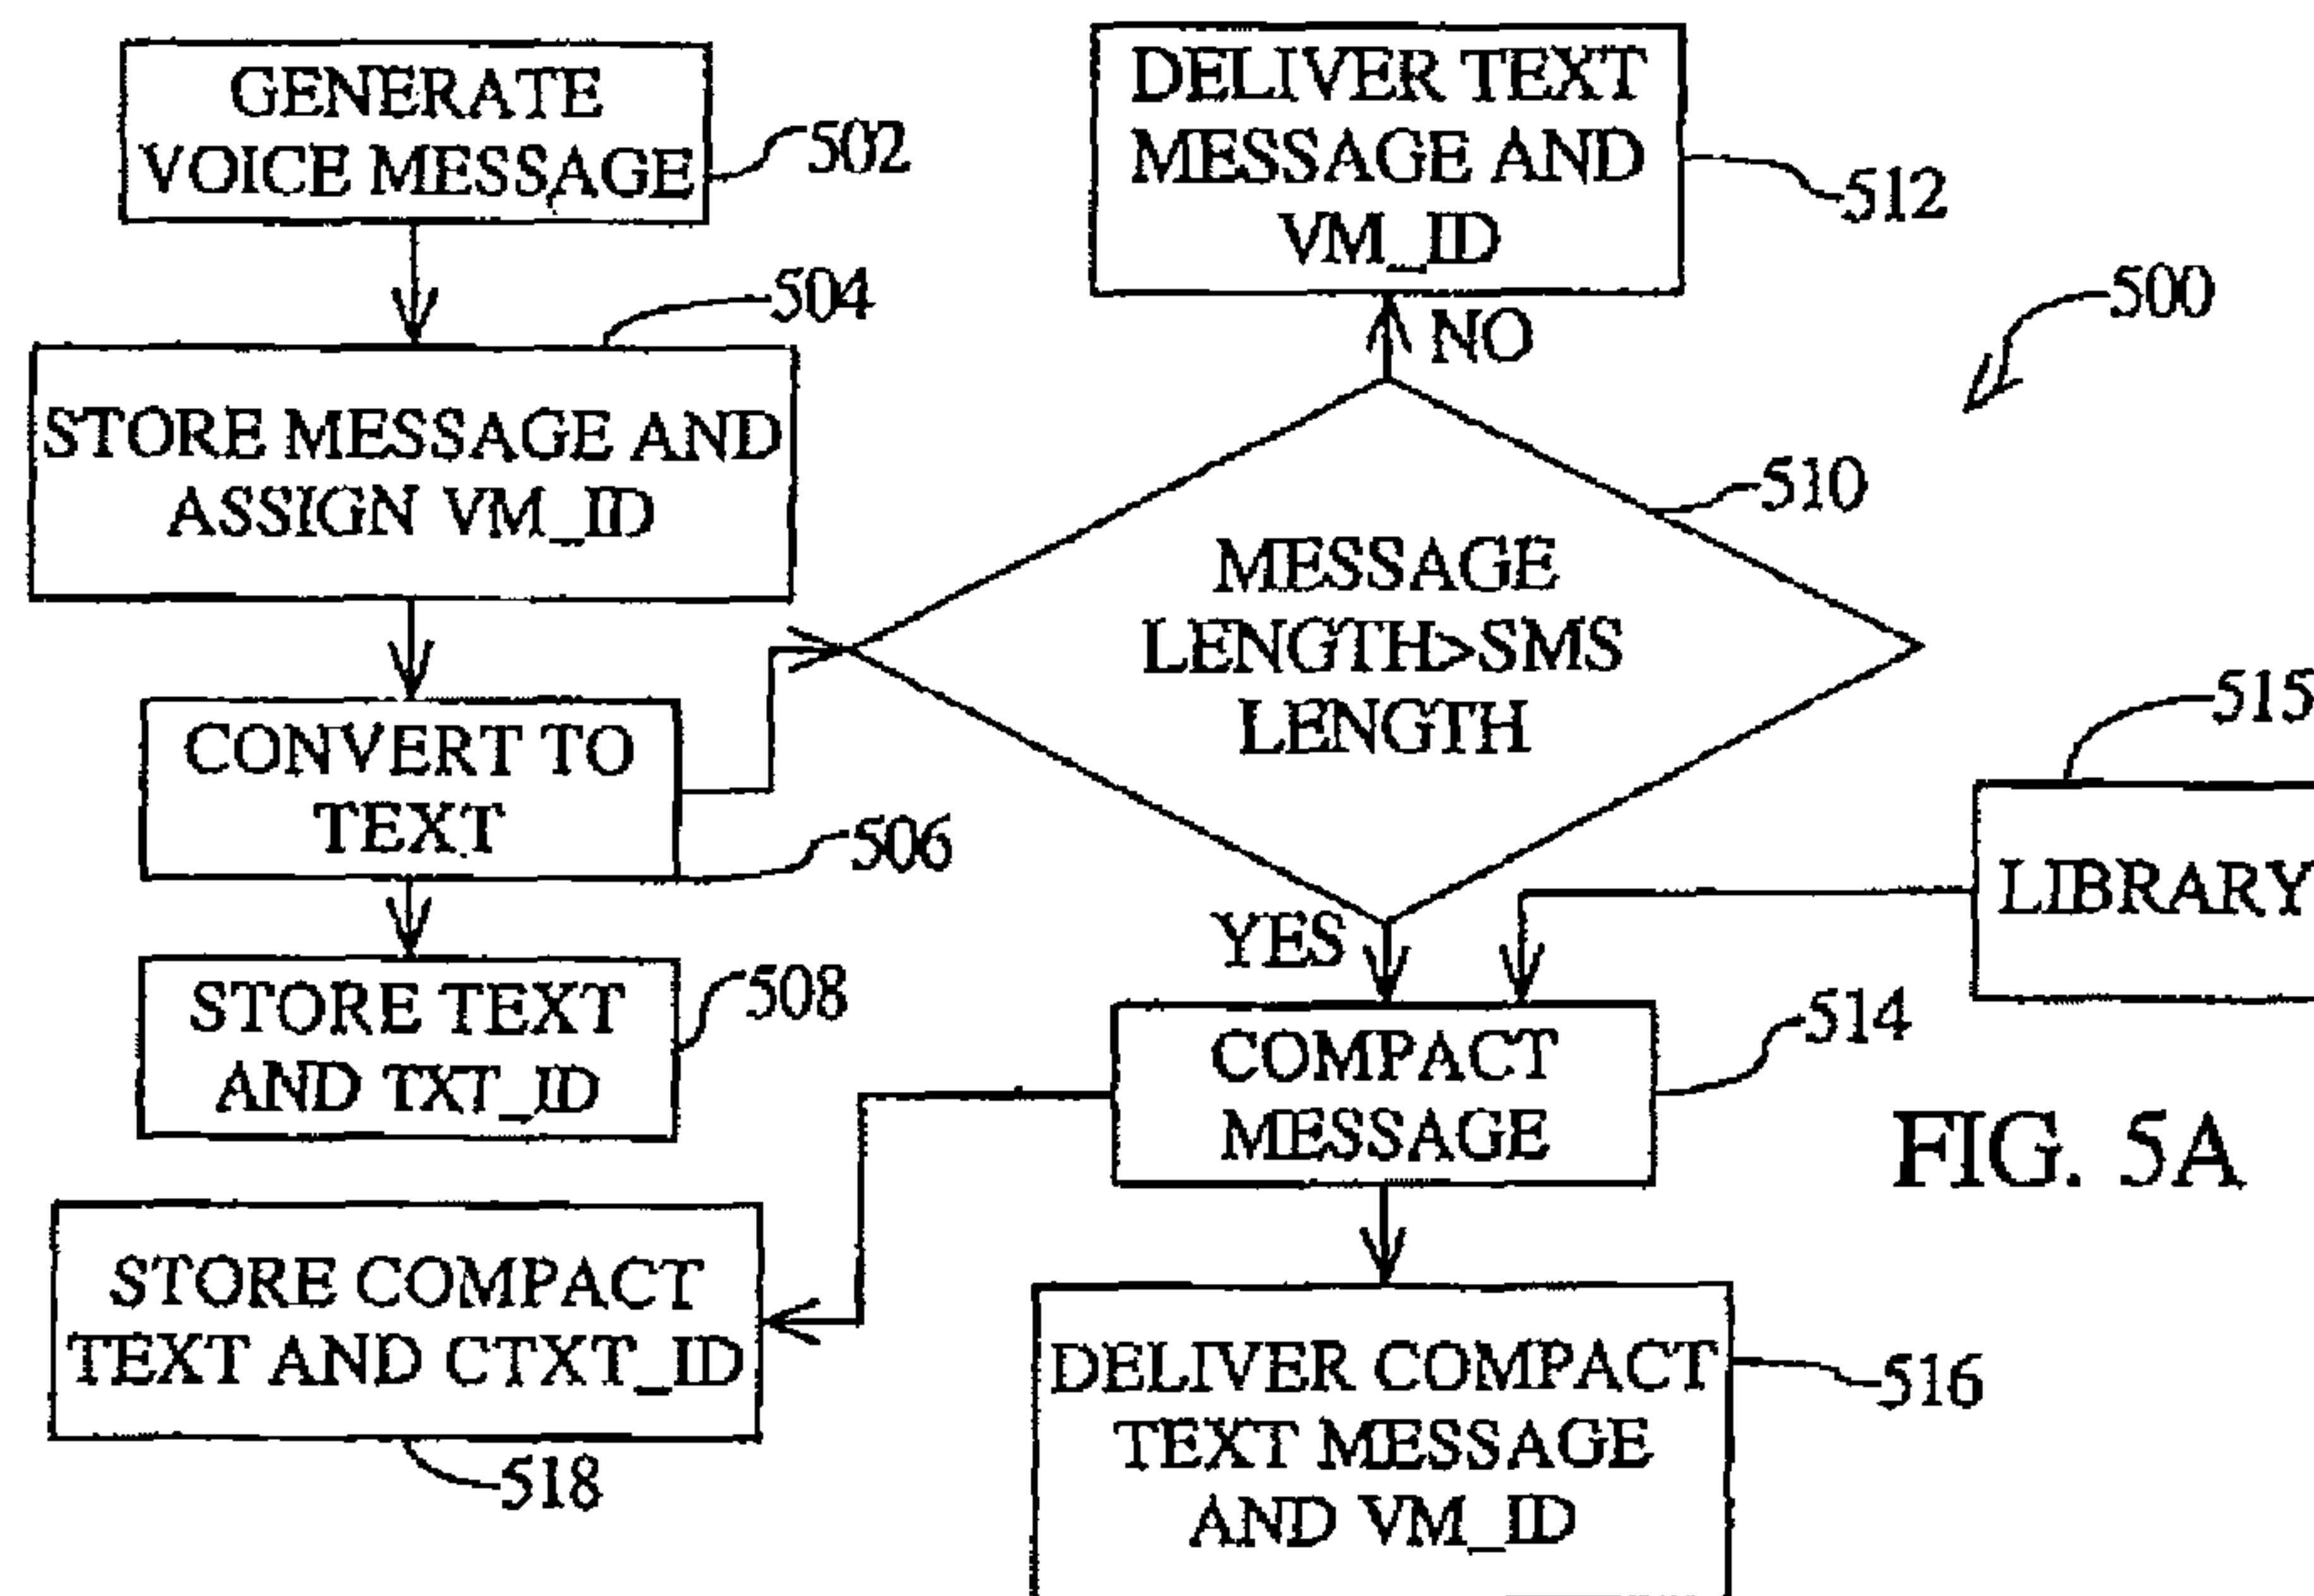 GENERATE
VOICE MESSAGE
502
504
STORE MESSAGE AND
ASSIGN VM_ID
CONVERT TO
TEXT
506
STORE TEXT
AND TXT_ID
508
STORE COMPACT
TEXT AND CTXT_ID
518
DELIVER TEXT
MESSAGE AND
VM_ID
512
NO
500
510
MESSAGE
LENGTH>SMS
LENGTH
YES
515
LIBRARY
COMPACT
MESSAGE
514
FIG. 5A
DELIVER COMPACT
TEXT MESSAGE
AND VM_ID
516